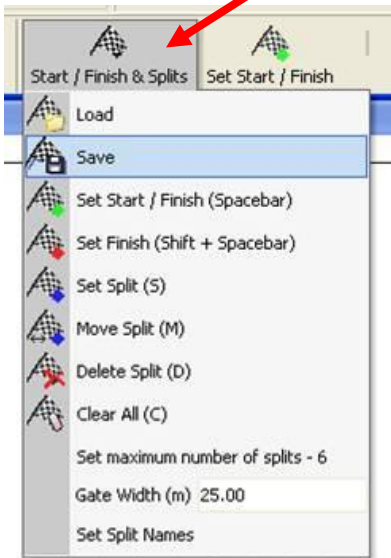 Start / Finish & Splits Set Start / Finish
Load
Save
Set Start / Finish (Spacebar)
Set Finish (Shift + Spacebar)
Set Split (S)
Move Split (M)
Delete Split (D)
Clear All (C)
Set maximum number of splits - 6
Gate Width (m) 25.00
Set Split Names